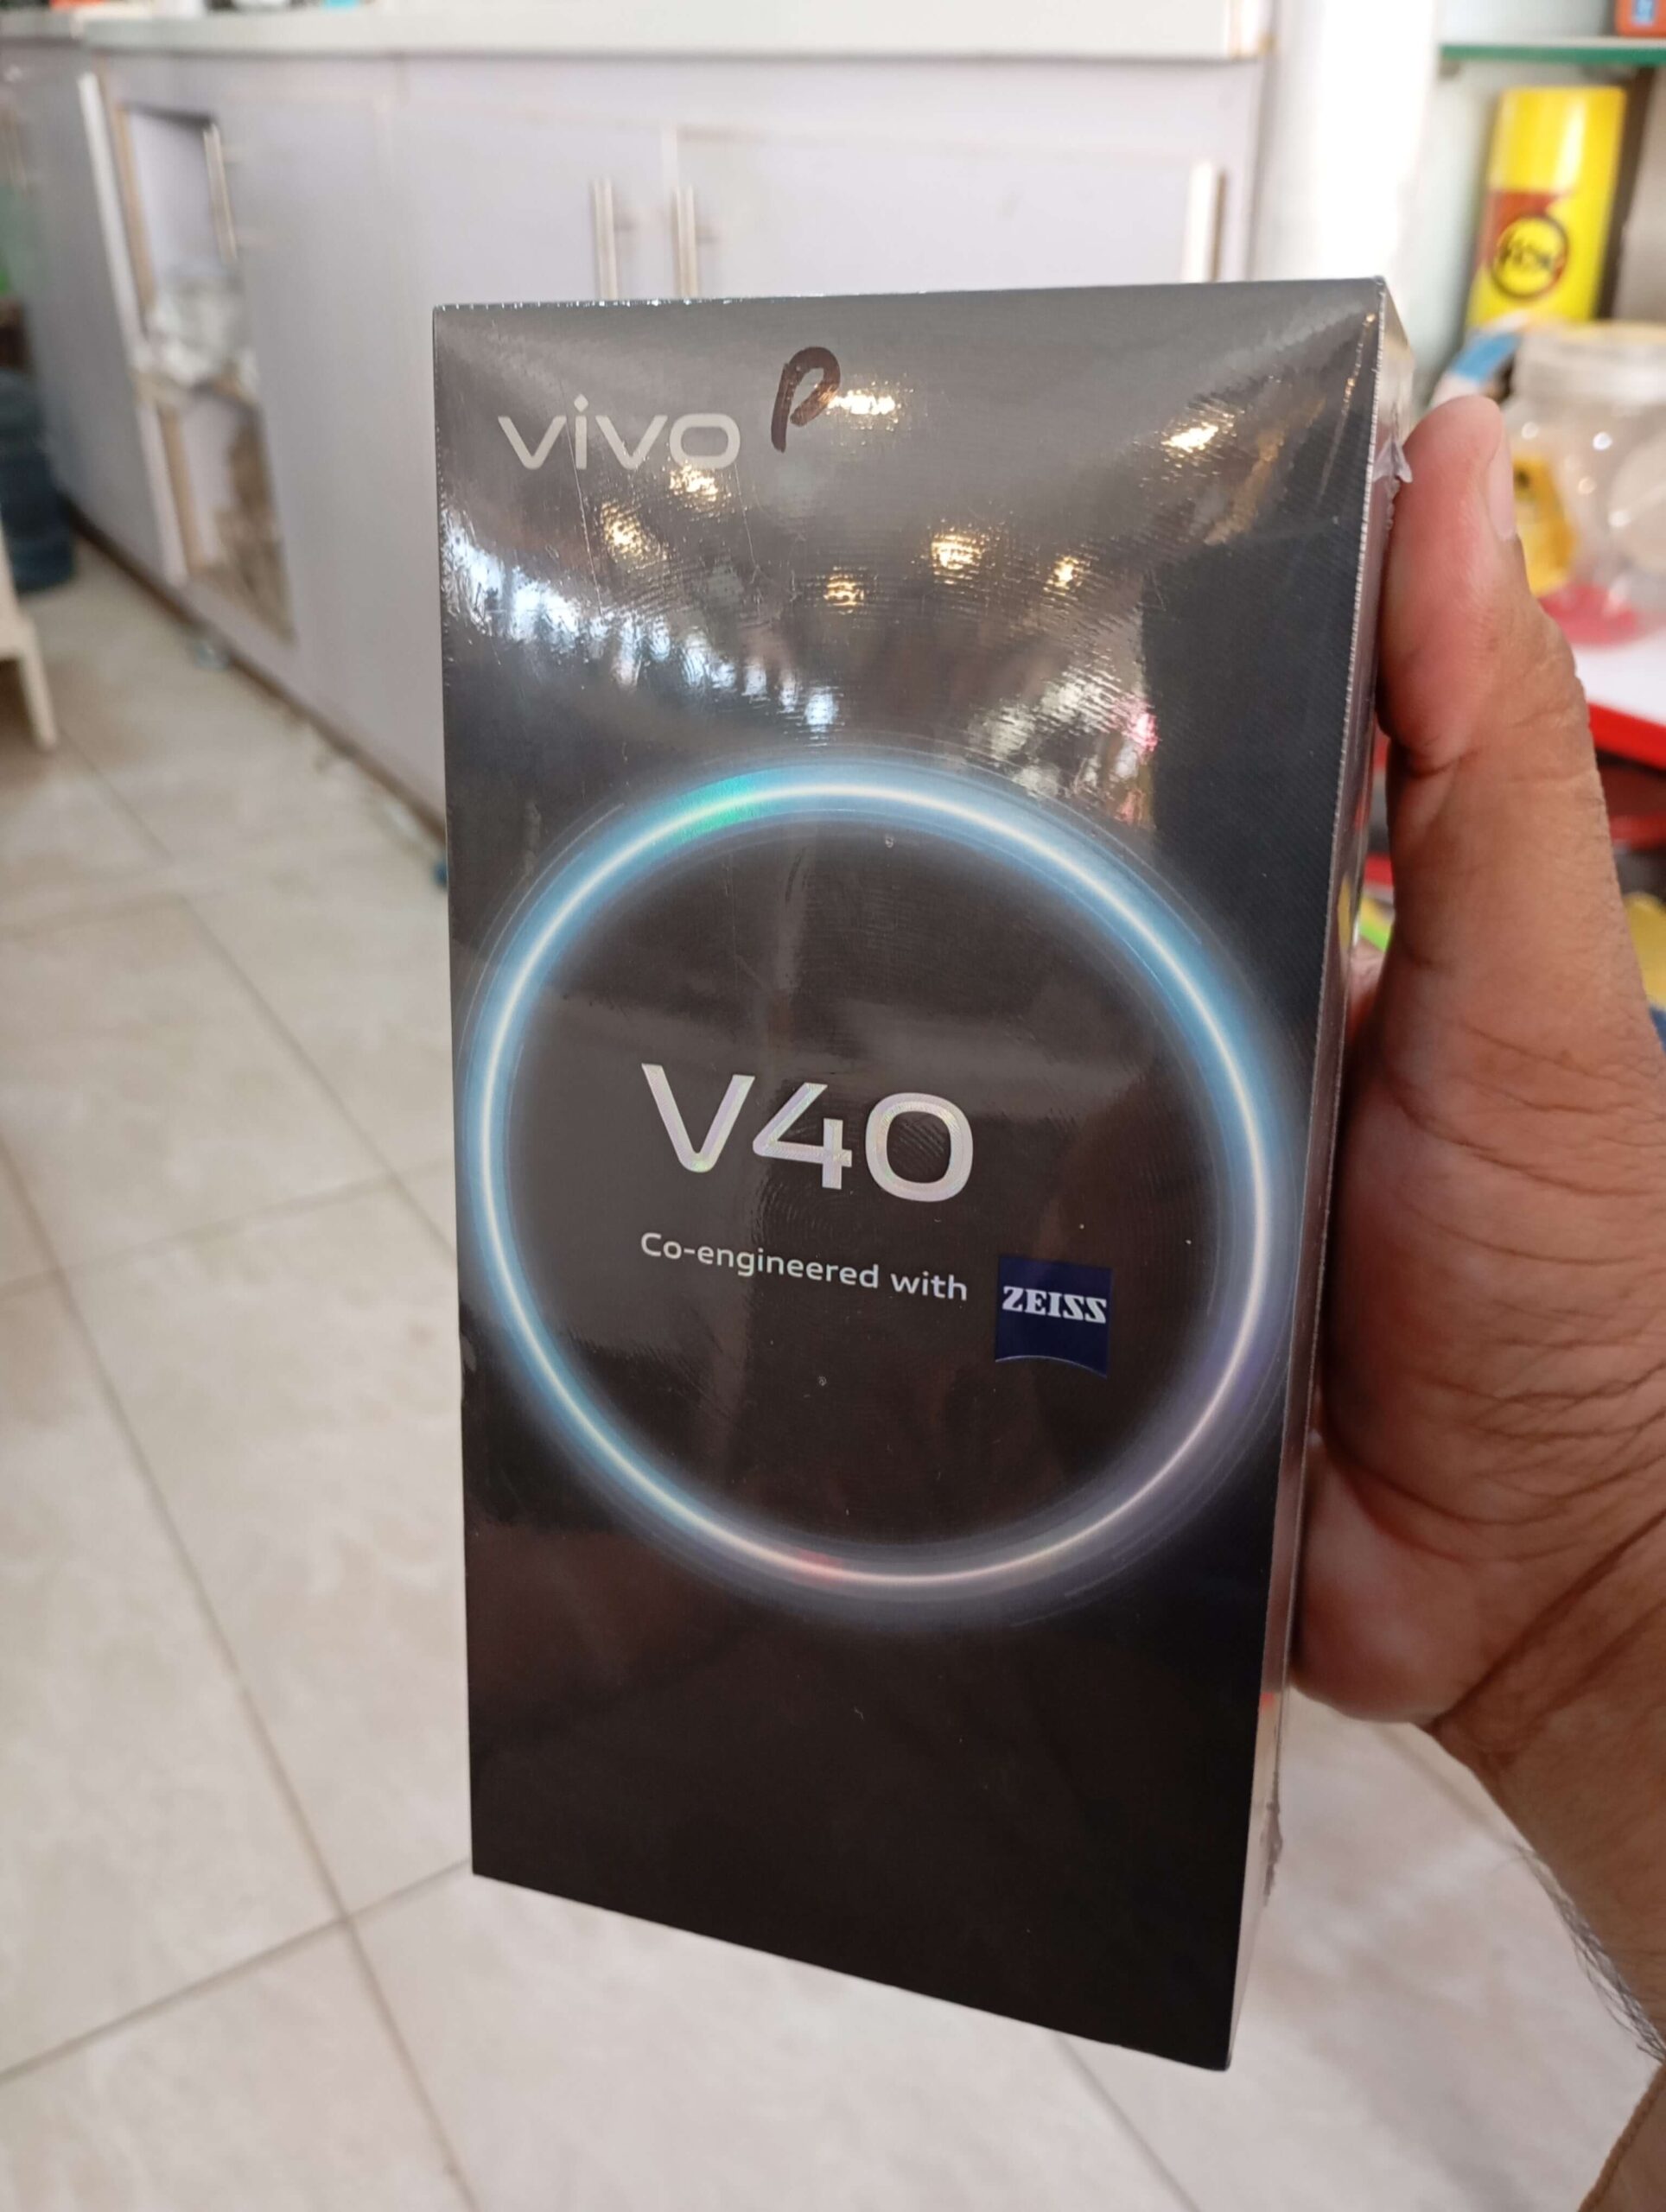 vivo P
V40
Co-engineered with ZEISS